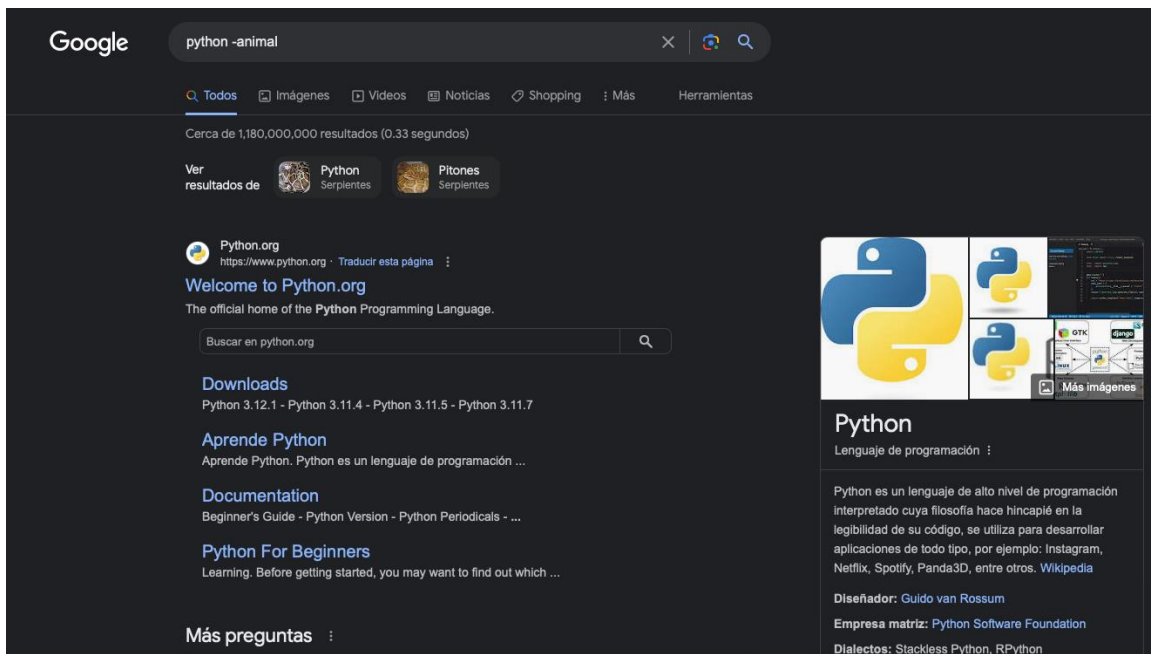 Google
python -animal
Todos
Imágenes
Videos
Noticias
Shopping
Más
Herramientas
Cerca de 1,180,000,000 resultados (0.33 segundos)
Ver
resultados de
Python
Serpientes
Pitones
Serpientes
Python.org
https://www.python.org · Traducir esta página
Welcome to Python.org
The official home of the Python Programming Language.
Buscar en python.org
Downloads
Python 3.12.1 - Python 3.11.4 - Python 3.11.5 - Python 3.11.7
Aprende Python
Aprende Python. Python es un lenguaje de programación ...
Documentation
Beginner's Guide - Python Version - Python Periodicals - ...
Python For Beginners
Learning. Before getting started, you may want to find out which ...
Más preguntas
GTK
django
Más imágenes
Python
Lenguaje de programación
Python es un lenguaje de alto nivel de programación
interpretado cuya filosofía hace hincapié en la
legibilidad de su código, se utiliza para desarrollar
aplicaciones de todo tipo, por ejemplo: Instagram,
Netflix, Spotify, Panda3D, entre otros. Wikipedia
Diseñador: Guido van Rossum
Empresa matriz: Python Software Foundation
Dialectos: Stackless Python, RPython